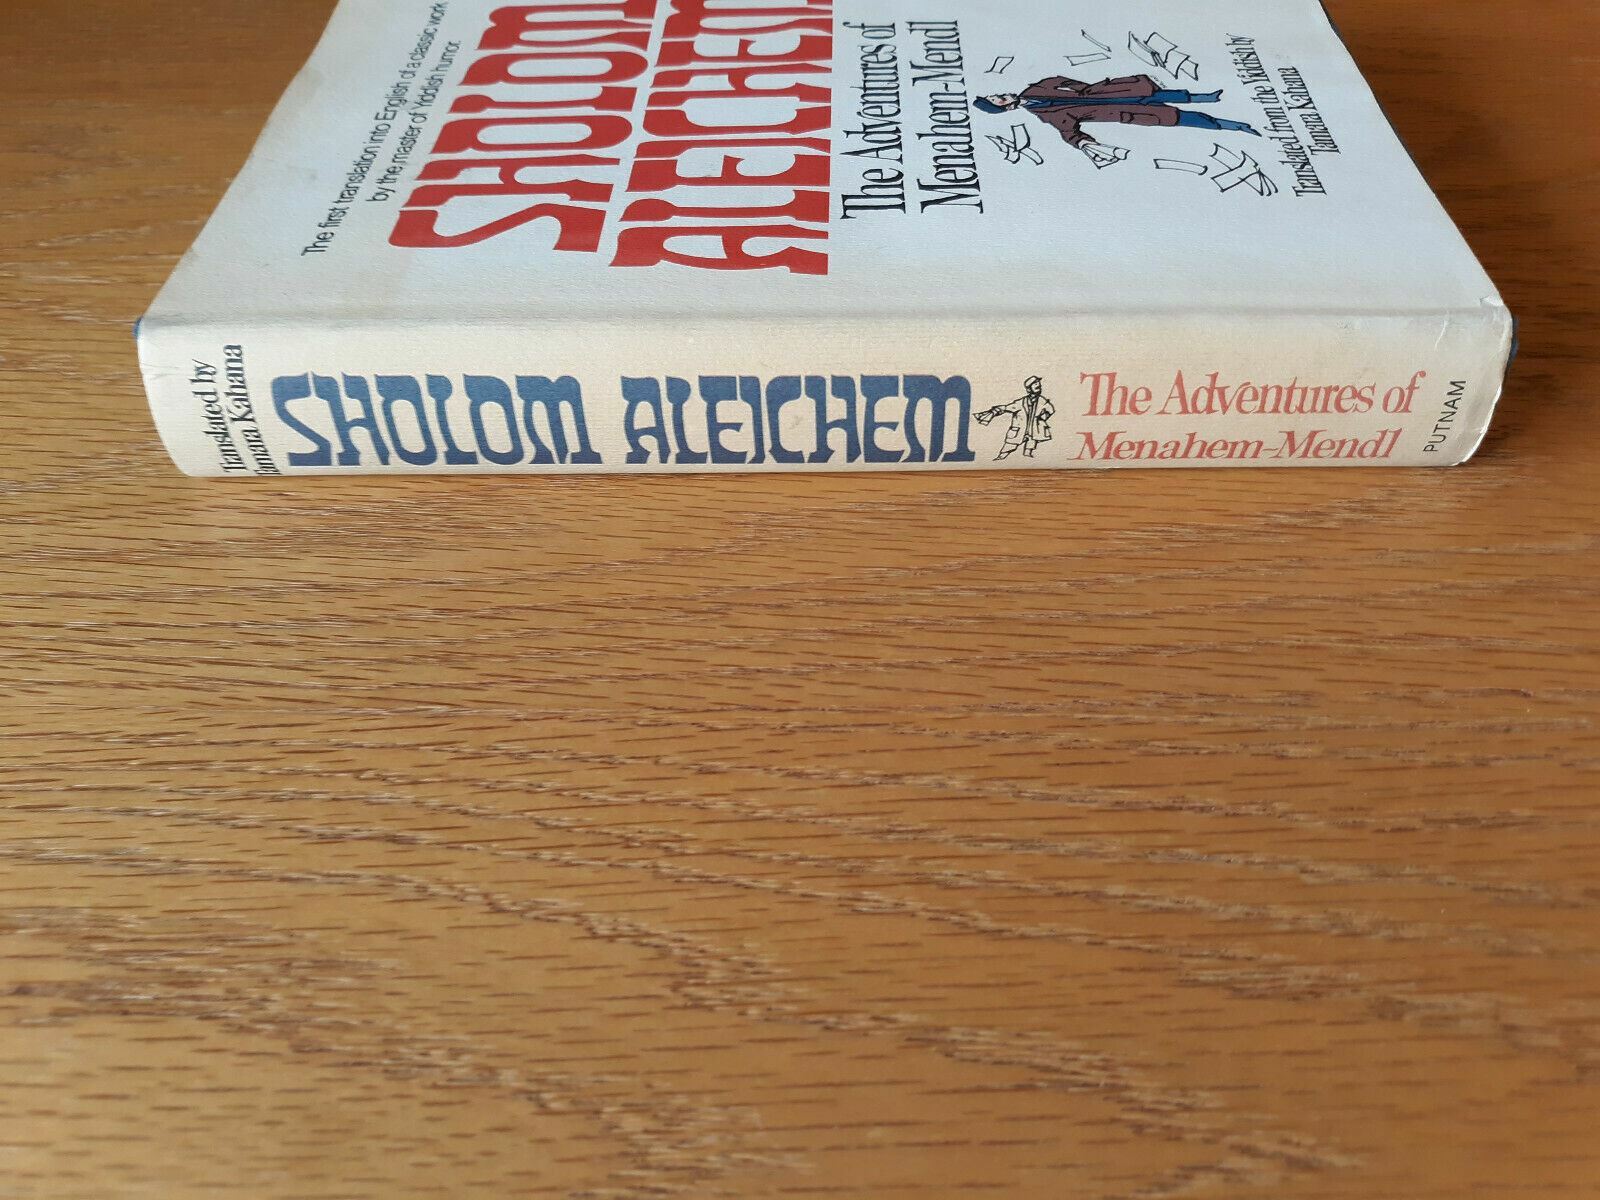 The first translation into English of a classic work
by the master of Yiddish humor.
SHOLOM
ALEICHEM
The Adventures of
Menahem-Mendl
Translated from the Yiddish by
Tamara Kahana
Translated by
Tamara Kahana
SHOLOM ALEICHEM
The Adventures of
Menahem-Mendl
PUTNAM